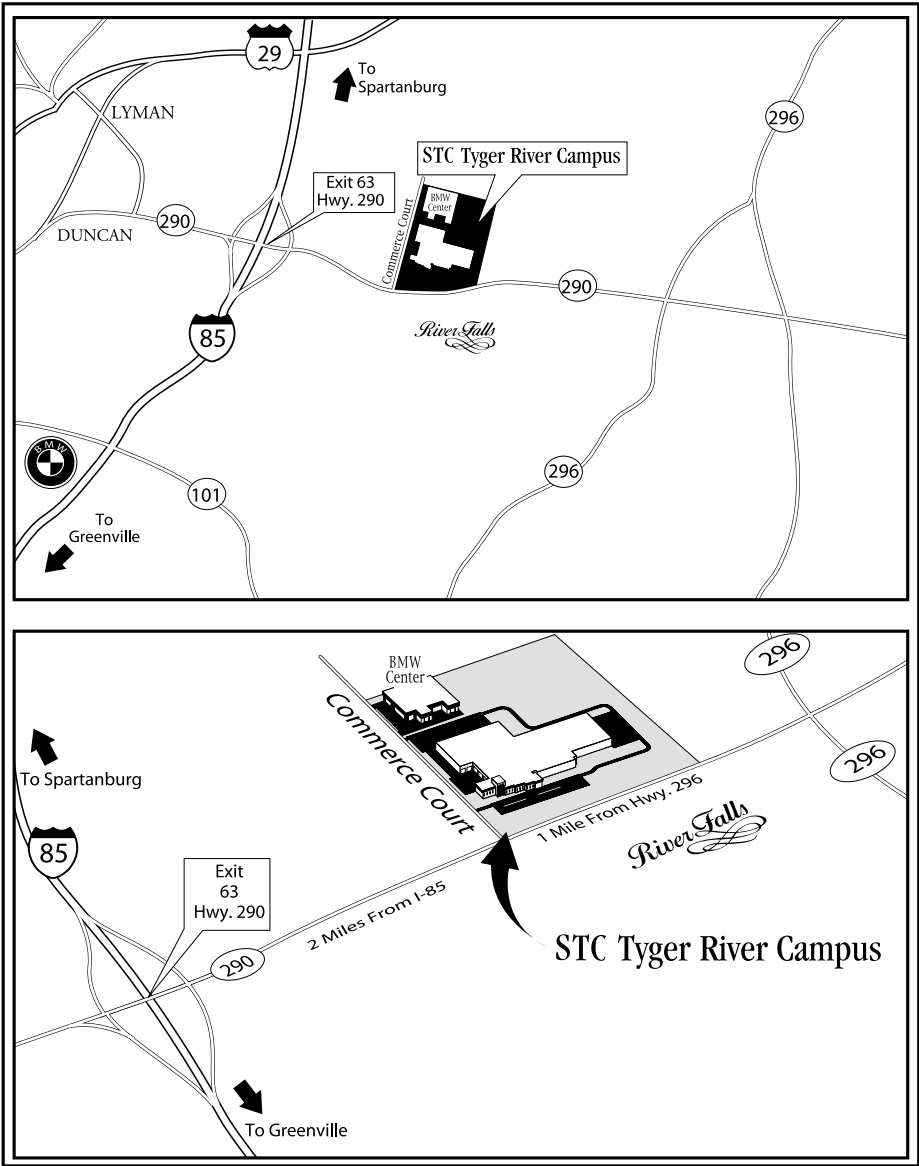 29
To
Spartanburg
LYMAN
296
STC Tyger River Campus
Exit 63
Hwy. 290
BMW
Center
290
DUNCAN
Commerce Court
290
River Falls
85
BMW
296
101
To
Greenville
BMW
Center
296
Commerce Court
To Spartanburg
296
1 Mile From Hwy. 296
River Falls
85
Exit
63
Hwy. 290
2 Miles From I-85
STC Tyger River Campus
290
To Greenville